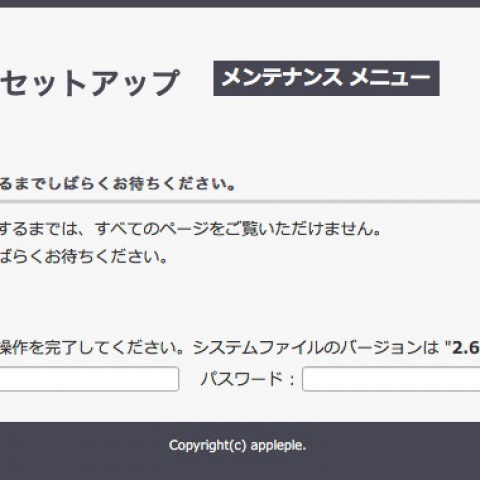 セットアップ メンテナンス メニュー
るまでしばらくお待ちください。
するまでは、すべてのページをご覧いただけません。
ばらくお待ちください。
操作を完了してください。システムファイルのバージョンは "2.6
パスワード :
Copyright(c) appleple.